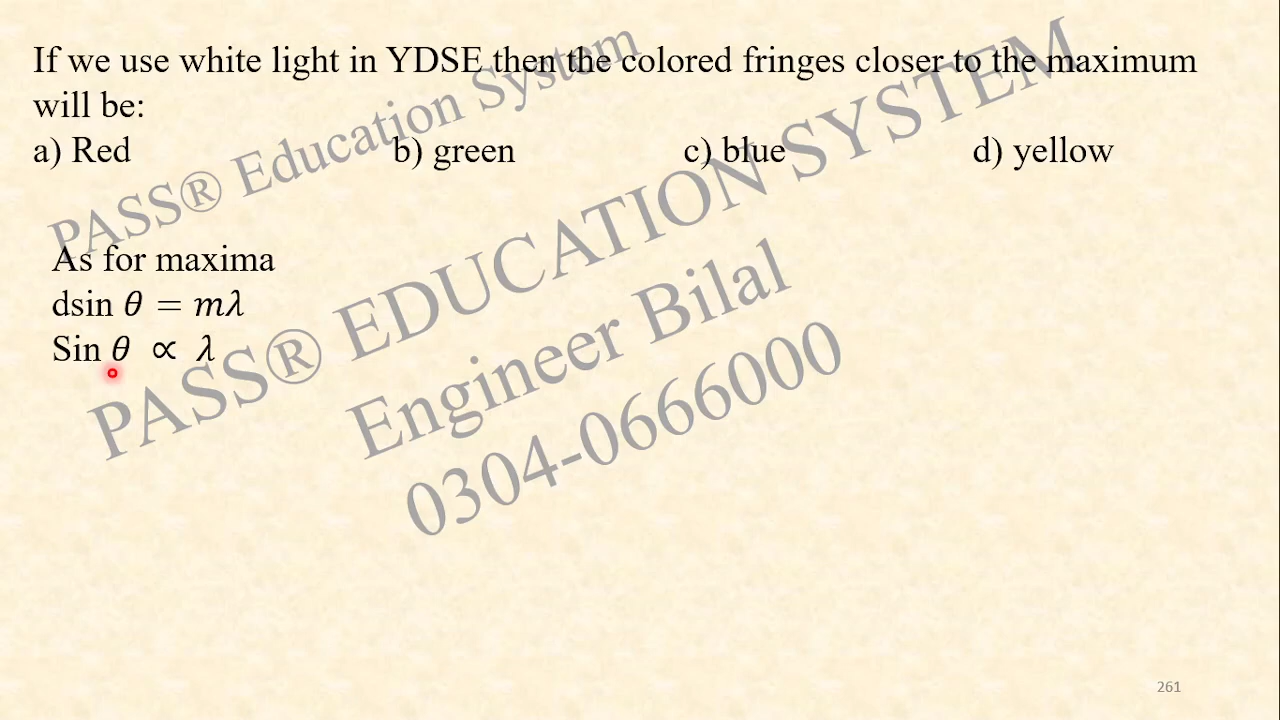 If we use white light in YDSE then the colored fringes closer to the maximum
will be:
a) Red b) green c) blue d) yellow
PASS® Education System
As for maxima
dsin θ = mλ
Sin θ ∝ λ
PASS® EDUCATION SYSTEM
Engineer Bilal
0304-0666000
261